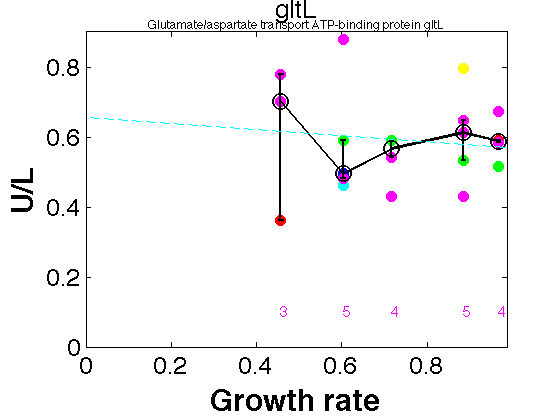 gltL
Glutamate/aspartate transport ATP-binding protein gltL
0.8
0.6
0.4
0.2
0
U/L
3 5 4 5 4
0 0.2 0.4 0.6 0.8
Growth rate